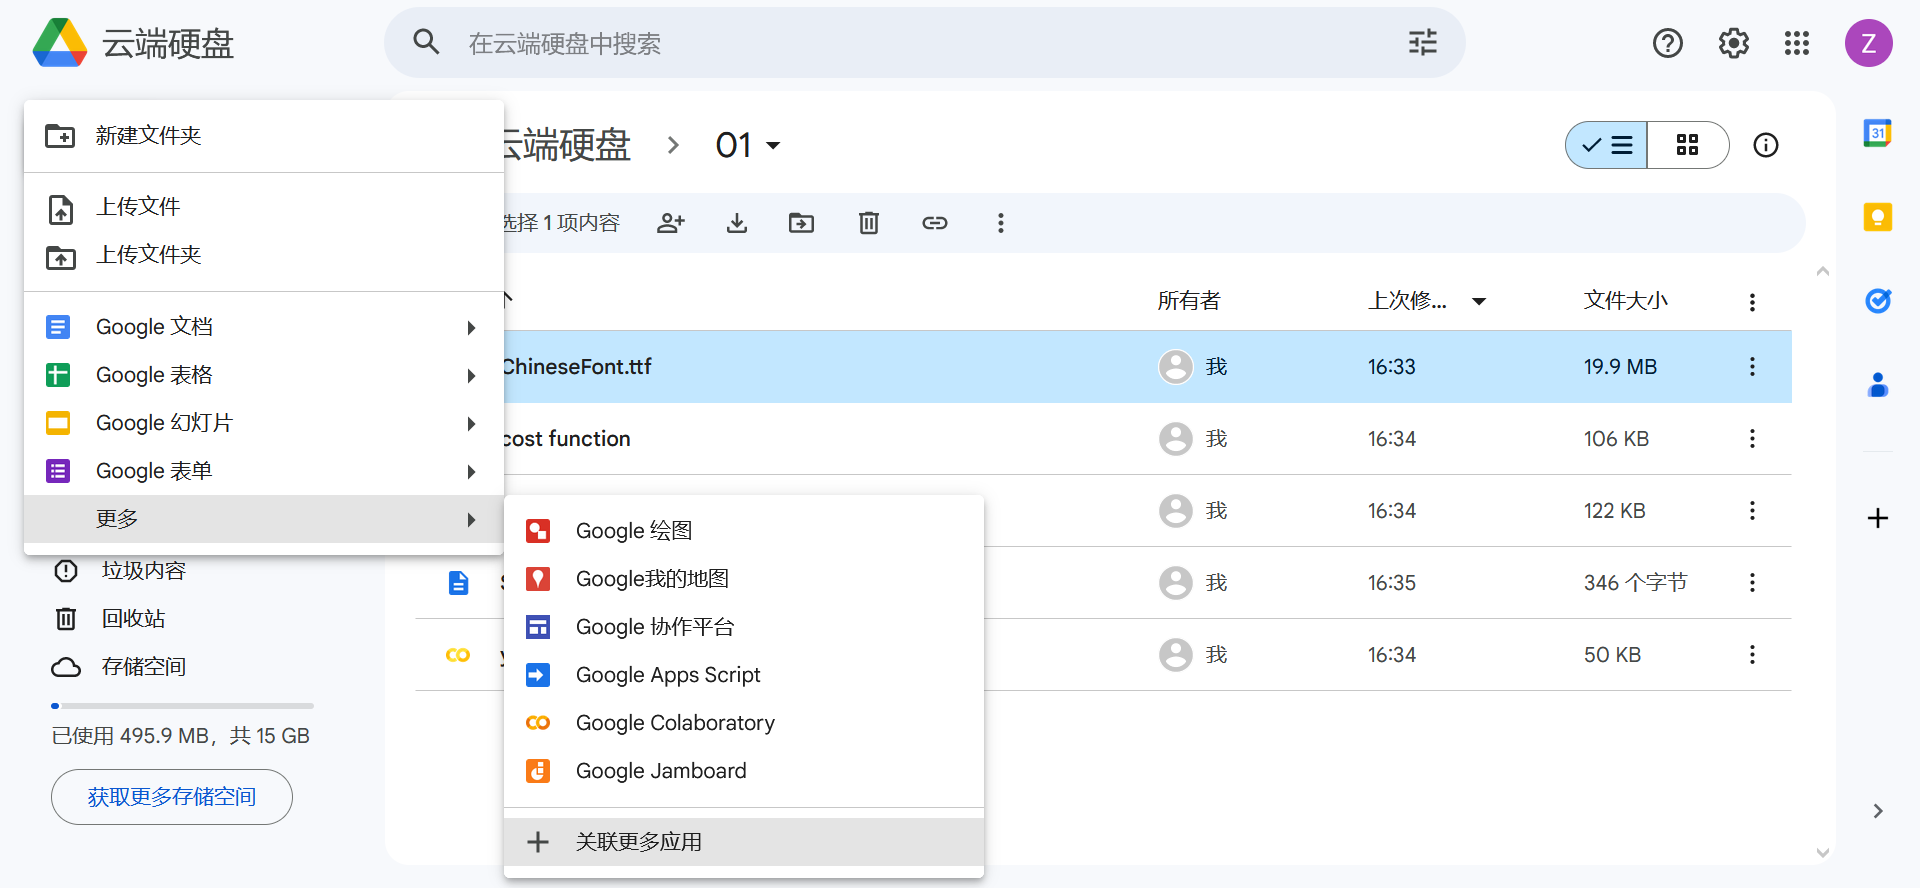 云端硬盘
在云端硬盘中搜索
Z
新建文件夹
上传文件
上传文件夹
Google 文档
Google 表格
Google 幻灯片
Google 表单
更多
垃圾内容
回收站
存储空间
已使用 495.9 MB，共 15 GB
获取更多存储空间
云端硬盘
01
选择 1 项内容
所有者
上次修...
文件大小
ChineseFont.ttf
我
16:33
19.9 MB
cost function
我
16:34
106 KB
我
16:34
122 KB
我
16:35
346 个字节
我
16:34
50 KB
Google 绘图
Google我的地图
Google 协作平台
Google Apps Script
Google Colaboratory
Google Jamboard
关联更多应用
31